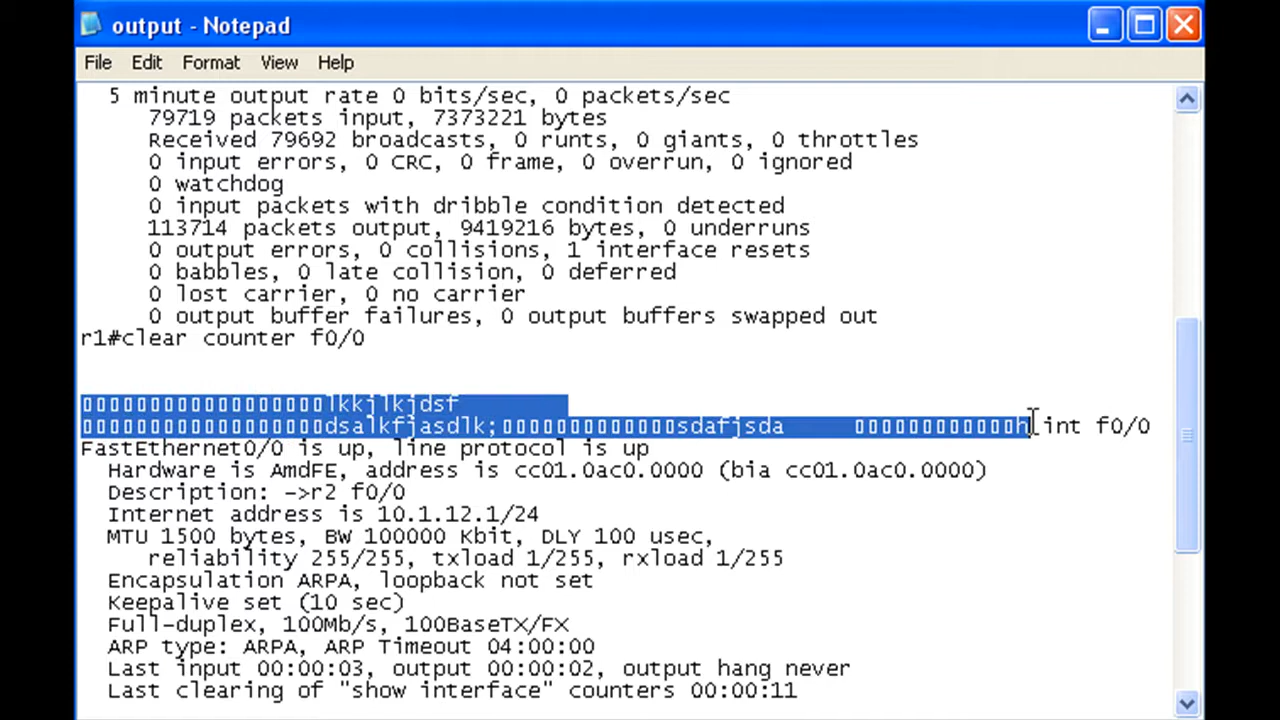 output - Notepad
File Edit Format View Help
5 minute output rate 0 bits/sec, 0 packets/sec
79719 packets input, 7373221 bytes
Received 79692 broadcasts, 0 runts, 0 giants, 0 throttles
0 input errors, 0 CRC, 0 frame, 0 overrun, 0 ignored
0 watchdog
0 input packets with dribble condition detected
113714 packets output, 9419216 bytes, 0 underruns
0 output errors, 0 collisions, 1 interface resets
0 babbles, 0 late collision, 0 deferred
0 lost carrier, 0 no carrier
0 output buffer failures, 0 output buffers swapped out
r1#clear counter f0/0
▯▯▯▯▯▯▯▯▯▯▯▯▯▯▯▯▯▯lkkjlkjdsf
▯▯▯▯▯▯▯▯▯▯▯▯▯▯▯▯▯▯dsalkfjasdlk;▯▯▯▯▯▯▯▯▯▯▯▯▯sdafjsda ▯▯▯▯▯▯▯▯▯▯▯▯h int f0/0
FastEthernet0/0 is up, line protocol is up
Hardware is AmdFE, address is cc01.0ac0.0000 (bia cc01.0ac0.0000)
Description: ->r2 f0/0
Internet address is 10.1.12.1/24
MTU 1500 bytes, BW 100000 Kbit, DLY 100 usec,
reliability 255/255, txload 1/255, rxload 1/255
Encapsulation ARPA, loopback not set
Keepalive set (10 sec)
Full-duplex, 100Mb/s, 100BaseTX/FX
ARP type: ARPA, ARP Timeout 04:00:00
Last input 00:00:03, output 00:00:02, output hang never
Last clearing of "show interface" counters 00:00:11